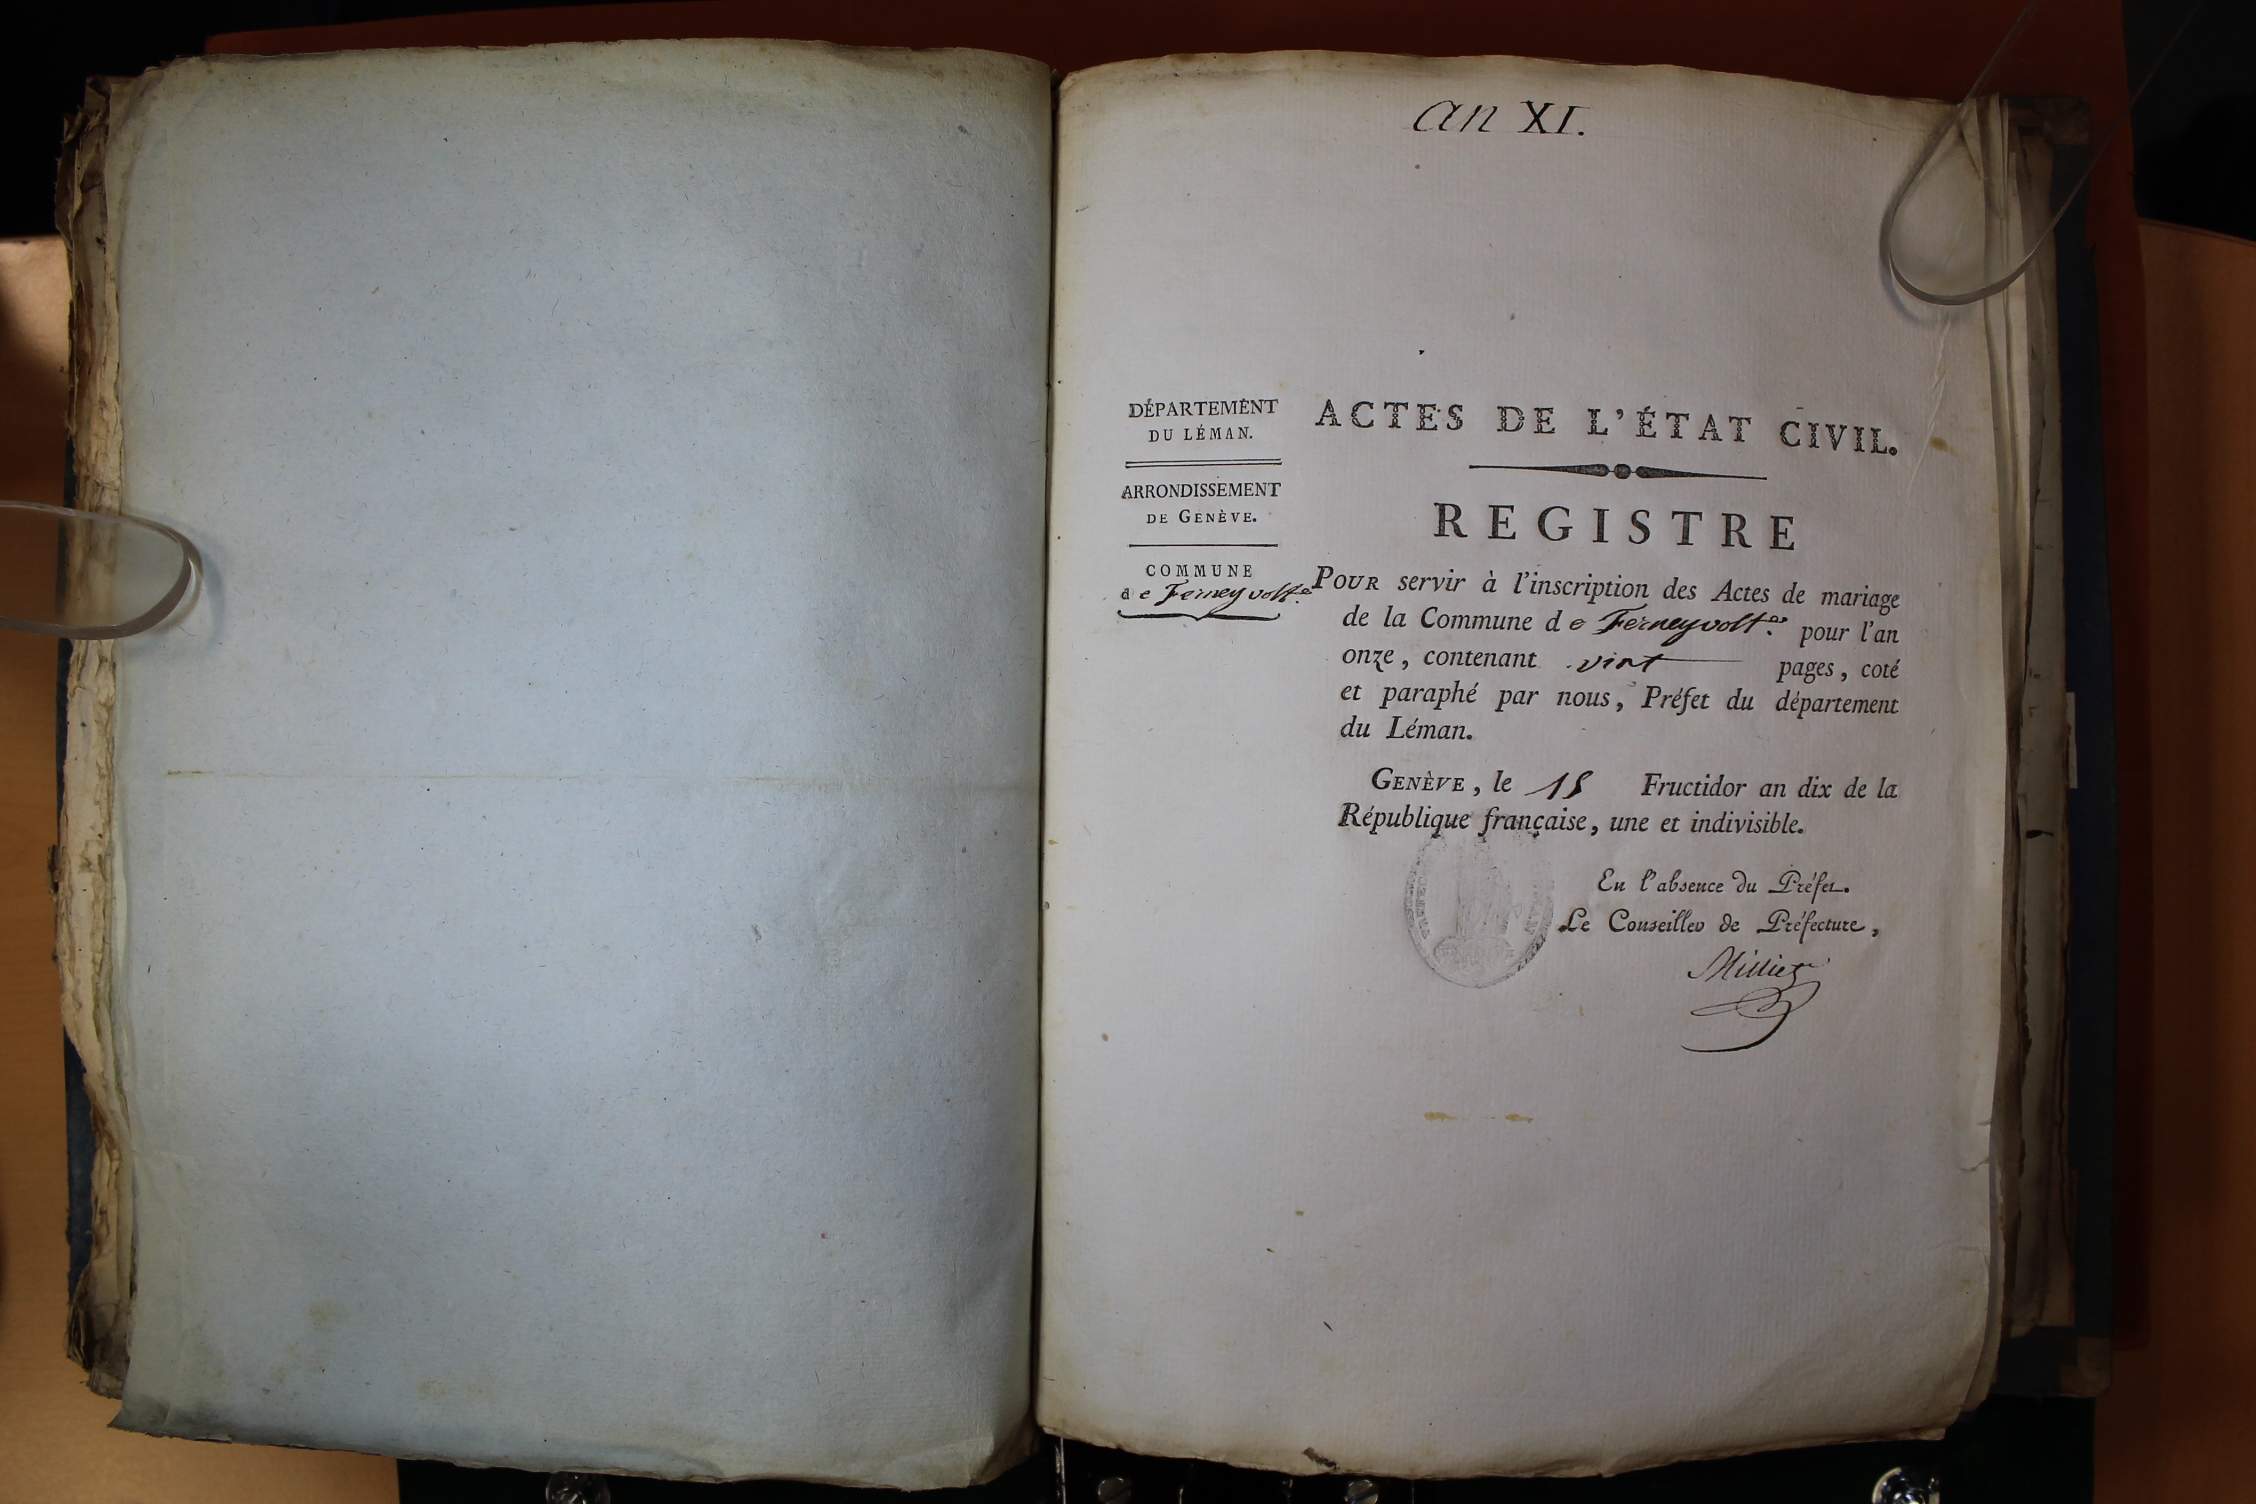 an XI.
DÉPARTEMENT
DU LÉMAN.
ARRONDISSEMENT
DE GENÈVE.
COMMUNE
de Ferneyvolt.e
ACTES DE L'ÉTAT CIVIL.
REGISTRE
POUR servir à l'inscription des Actes de mariage
de la Commune de Ferneyvolt.es pour l'an
onze, contenant vint pages, coté
et paraphé par nous, Préfet du département
du Léman.
GENÈVE, le 15 Fructidor an dix de la
République française, une et indivisible.
En l'absence du Préfet.
Le Conseiller de Préfecture,
Milliet